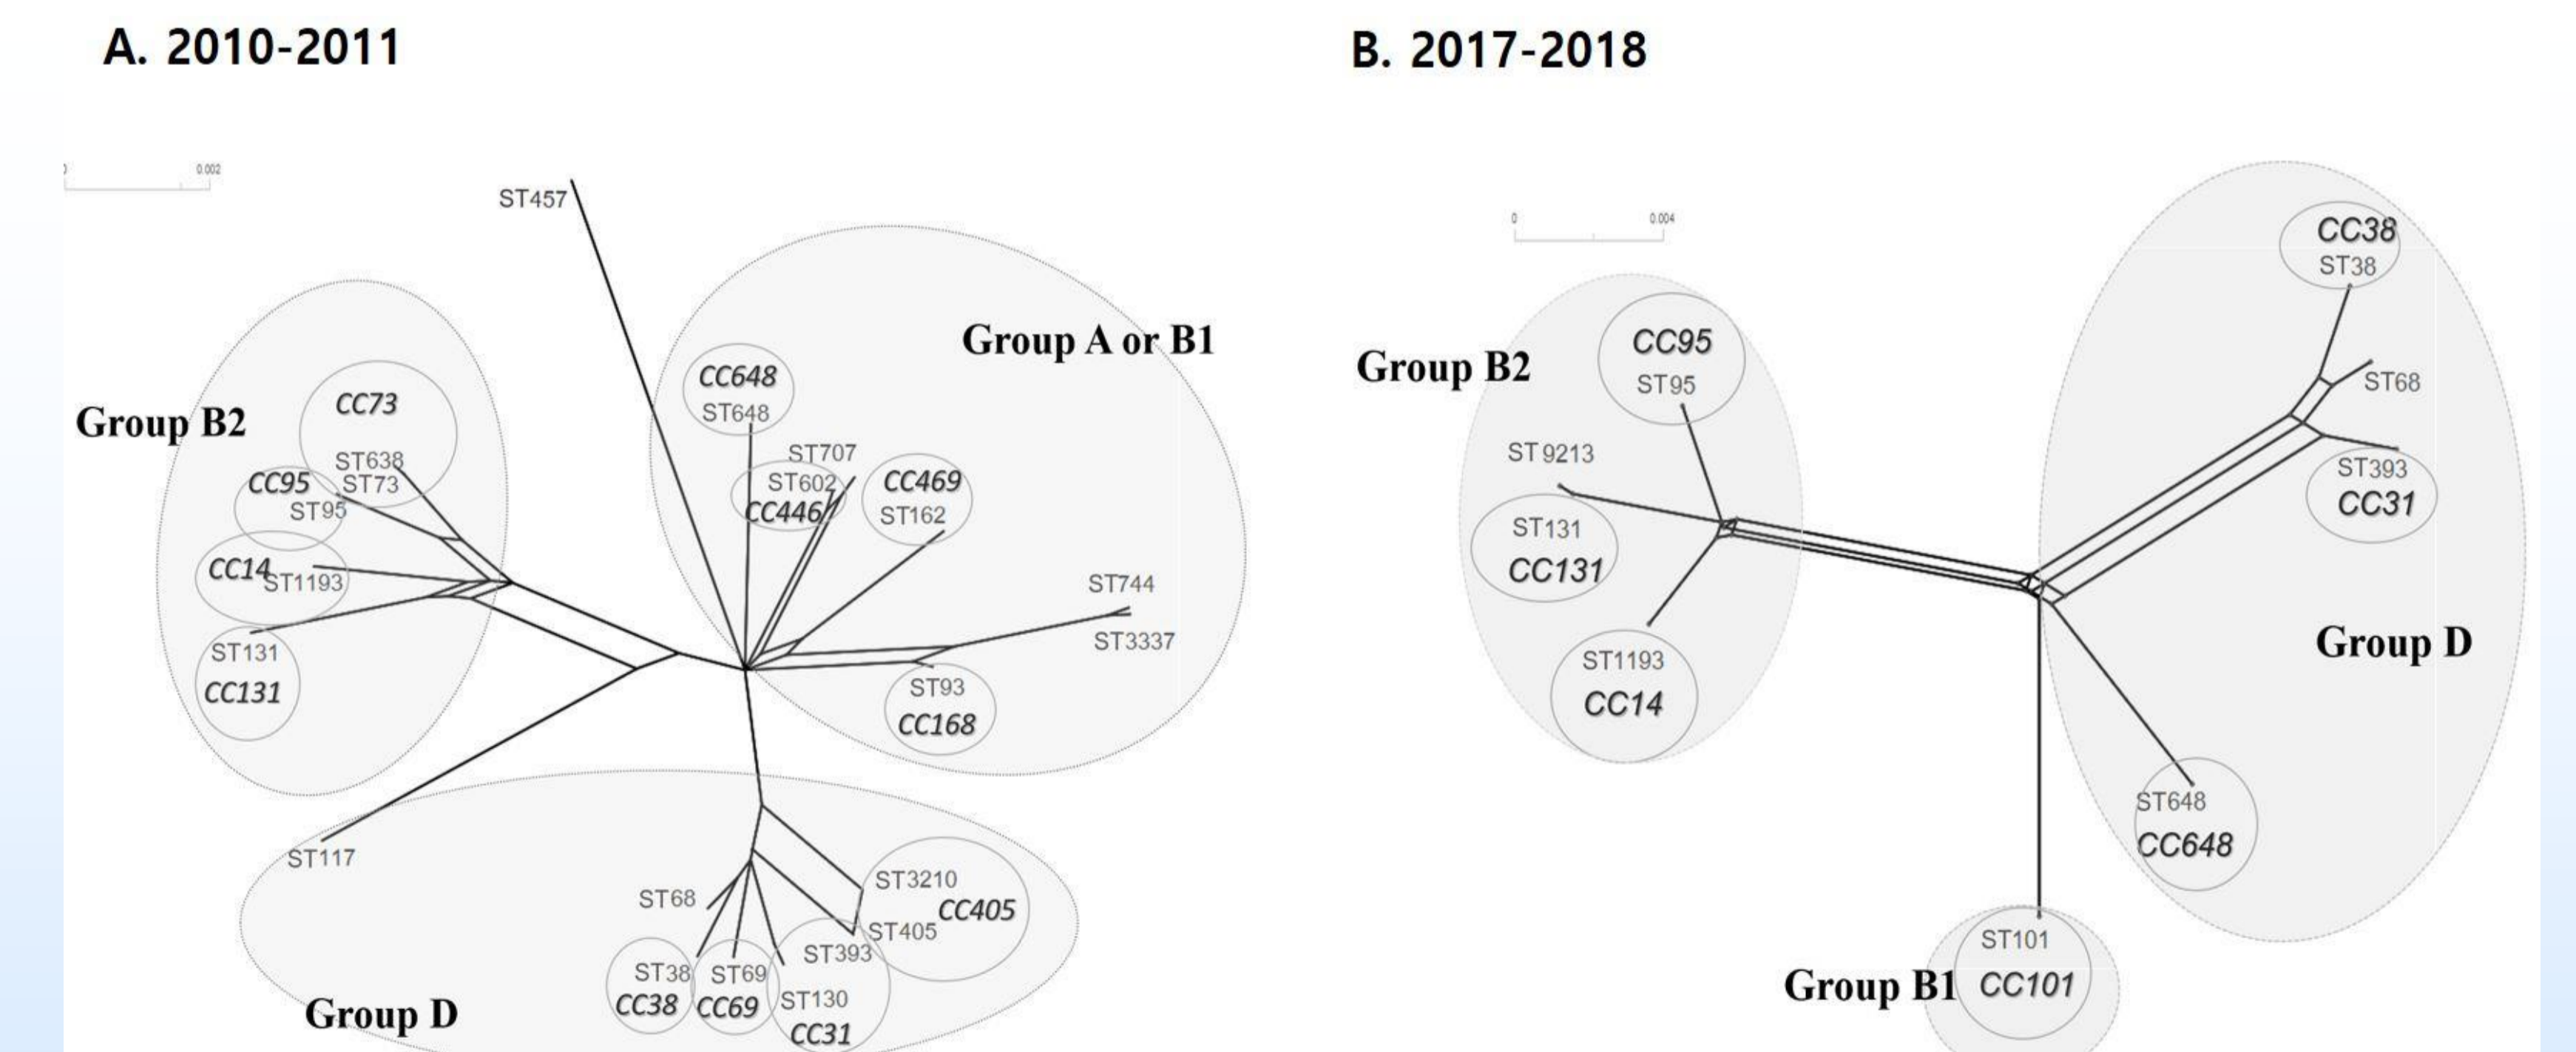 A. 2010-2011
0.002
ST457
Group A or B1
Group B2
CC73
ST638
ST73
CC95
ST95
CC14
ST1193
ST131
CC131
CC648
ST648
ST707
ST602
CC446
CC469
ST162
ST744
ST3337
ST93
CC168
ST117
ST68
ST3210
CC405
ST405
ST393
ST38
CC38
ST69
CC69
ST130
CC31
Group D
B. 2017-2018
0 0.004
Group B2
CC95
ST95
ST9213
ST131
CC131
ST1193
CC14
CC38
ST38
ST68
ST393
CC31
Group D
ST648
CC648
ST101
Group B1
CC101